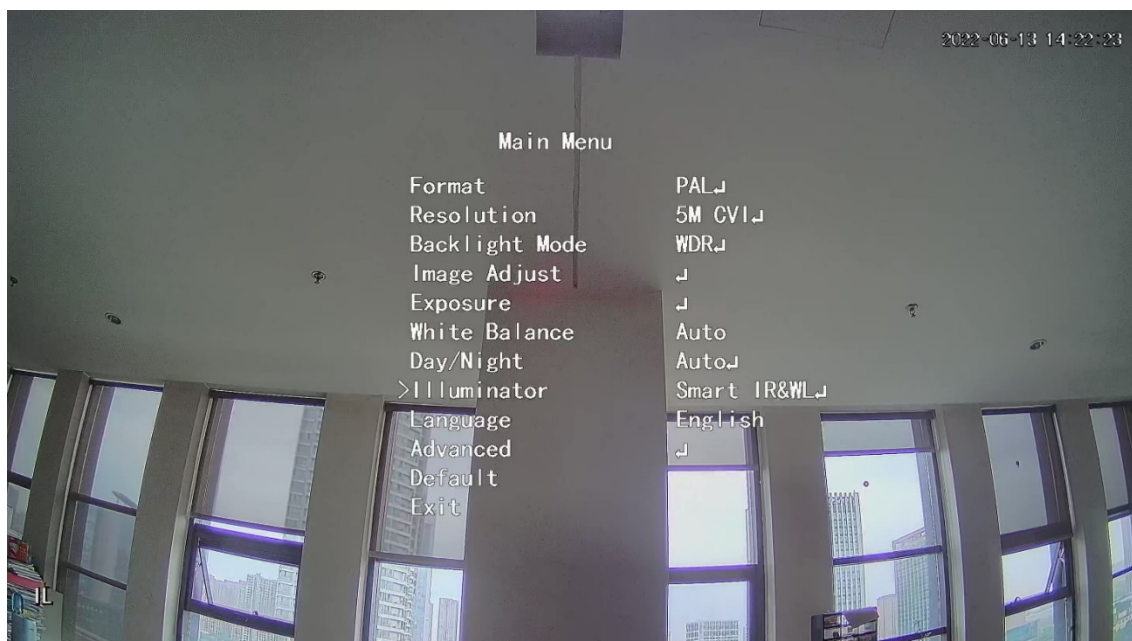 2022-06-13 14:22:23
Main Menu
Format PAL↵
Resolution 5M CVI↵
Backlight Mode WDR↵
Image Adjust ↵
Exposure ↵
White Balance Auto
Day/Night Auto↵
>Illuminator Smart IR&WL↵
Language English
Advanced ↵
Default
Exit
IL